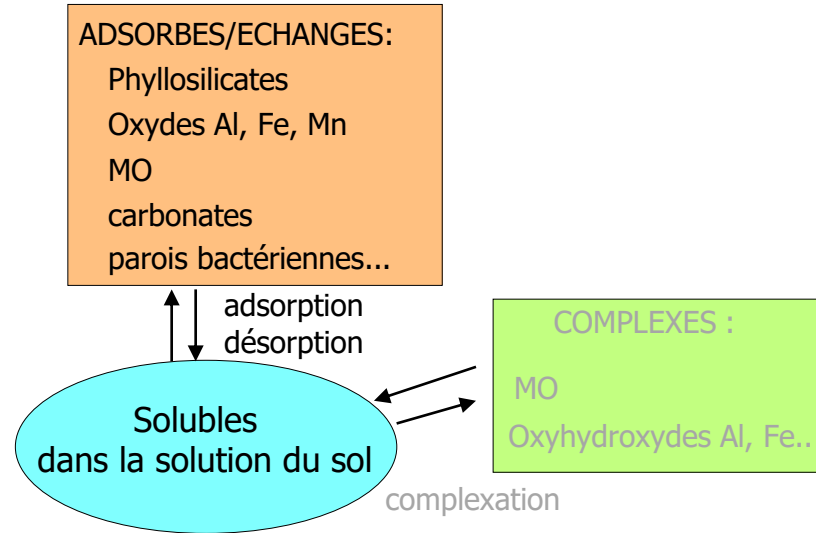 ADSORBES/ECHANGES:
Phyllosilicates
Oxydes Al, Fe, Mn
MO
carbonates
parois bactériennes...
adsorption
désorption
COMPLEXES :
MO
Oxyhydroxydes Al, Fe..
Solubles
dans la solution du sol
complexation